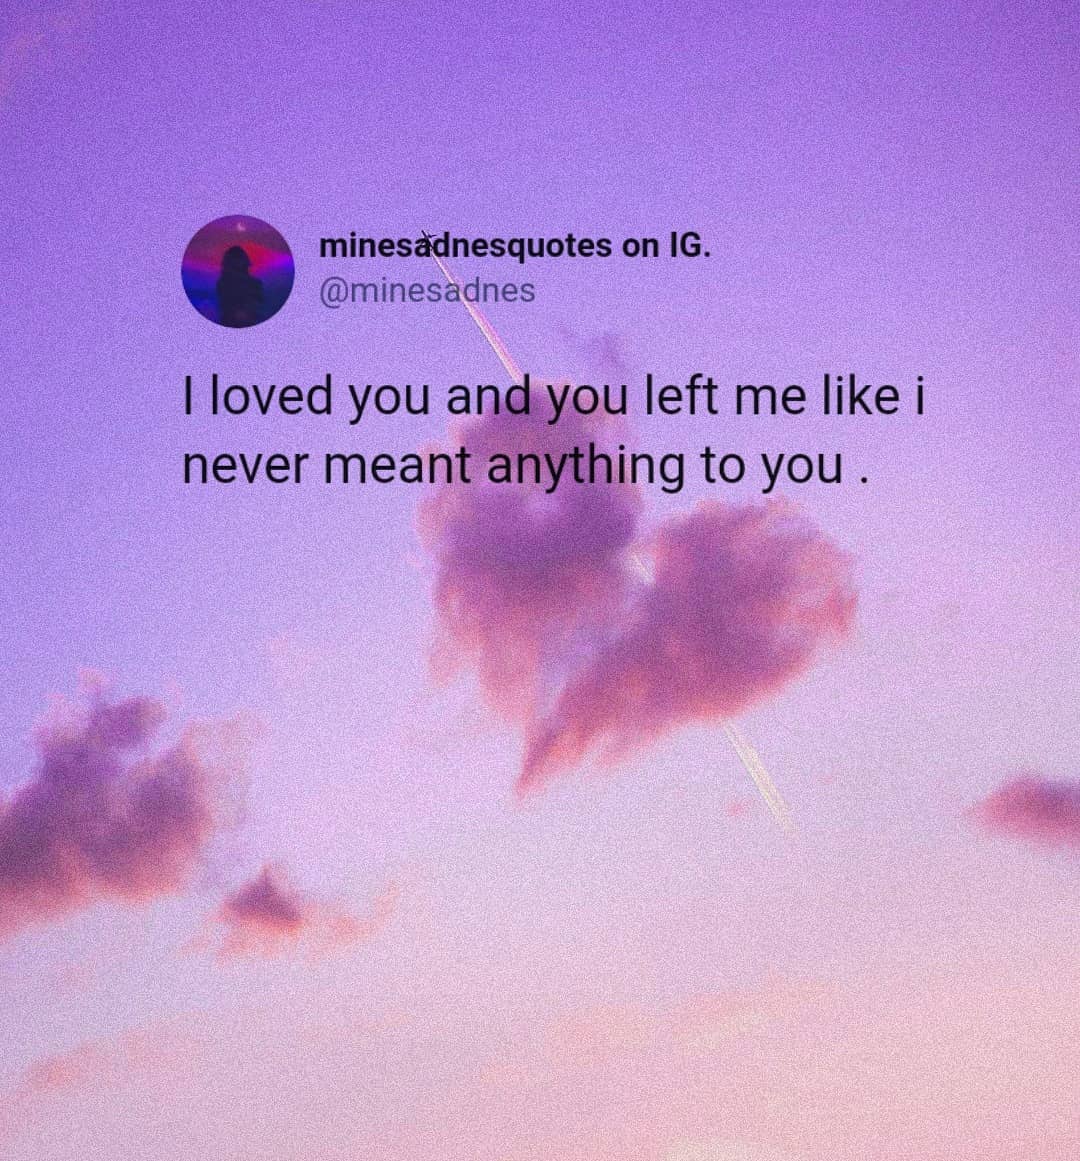 minesadnesquotes on IG.
@minesadnes
I loved you and you left me like i
never meant anything to you .